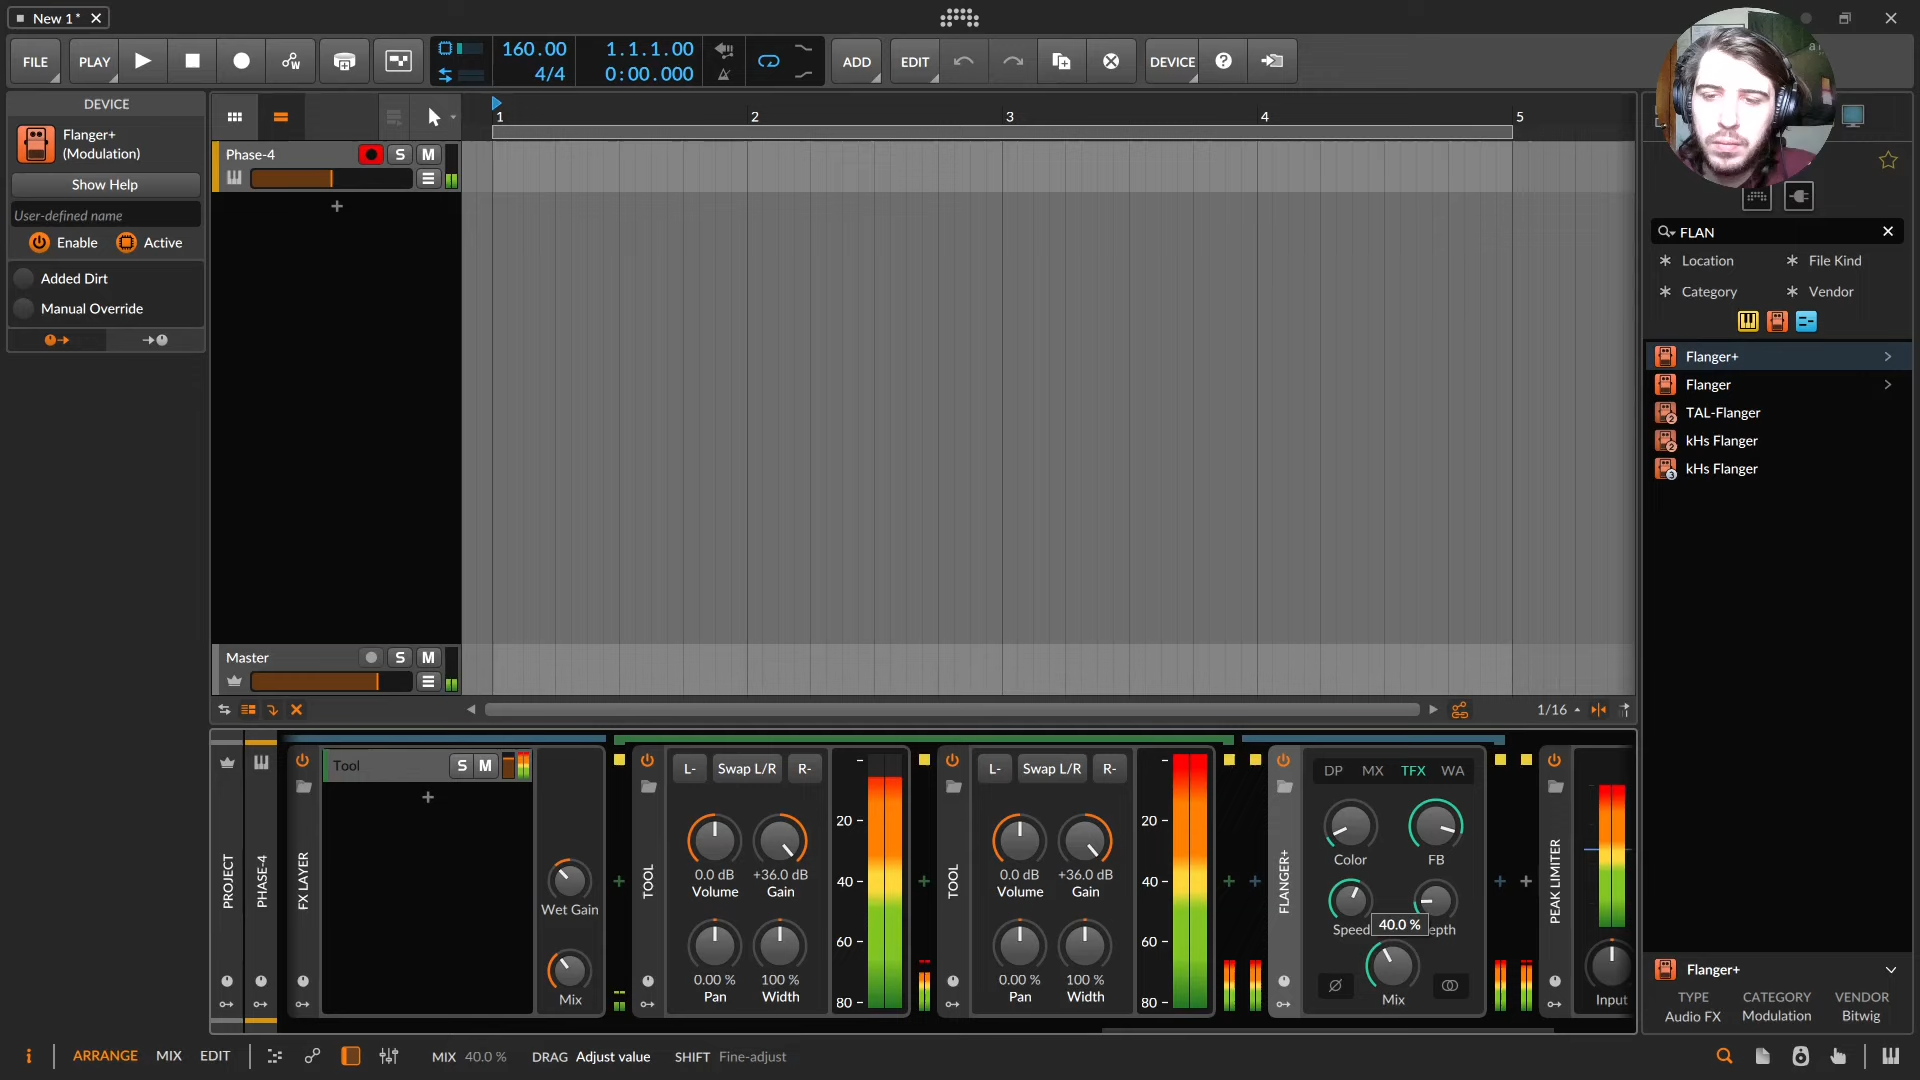 New 1*
FILE
PLAY
160.00
4/4
1.1.1.00
0:00.000
ADD
EDIT
DEVICE
DEVICE
Flanger+
(Modulation)
Show Help
User-defined name
Enable
Active
Added Dirt
Manual Override
1
2
3
4
5
Phase-4
S
M
Master
S
M
1/16
FLAN
Location
File Kind
Category
Vendor
Flanger+
Flanger
TAL-Flanger
kHs Flanger
kHs Flanger
Flanger+
TYPE
CATEGORY
VENDOR
Audio FX
Modulation
Bitwig
PROJECT
PHASE-4
FX LAYER
Tool
S
M
Wet Gain
Mix
TOOL
L-
Swap L/R
R-
0.0 dB
Volume
+36.0 dB
Gain
0.00 %
Pan
100 %
Width
20
40
60
80
TOOL
L-
Swap L/R
R-
0.0 dB
Volume
+36.0 dB
Gain
0.00 %
Pan
100 %
Width
20
40
60
80
FLANGER+
DP
MX
TFX
WA
Color
FB
Speed
40.0 %
epth
Mix
PEAK LIMITER
Input
ARRANGE
MIX
EDIT
MIX 40.0 %
DRAG Adjust value
SHIFT Fine-adjust